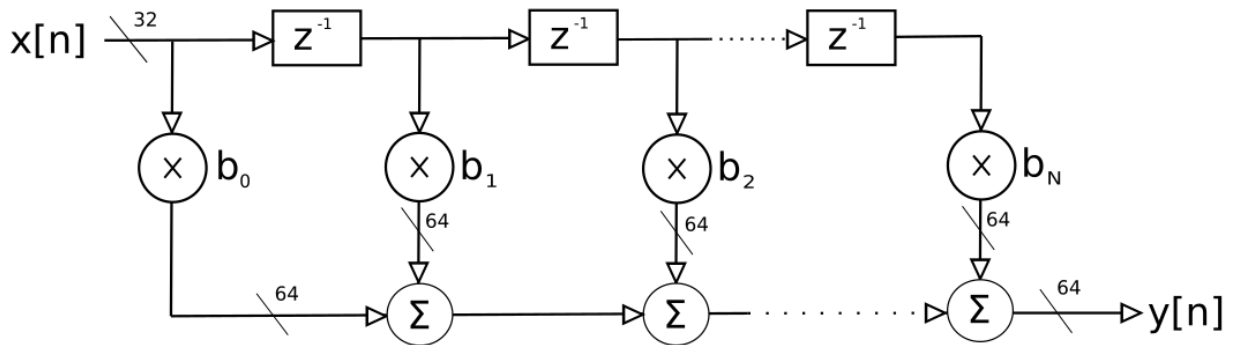 32
x[n] z⁻¹ z⁻¹ z⁻¹
× b₀ × b₁ × b₂ × b_N
64 64 64
64 Σ Σ Σ 64 y[n]